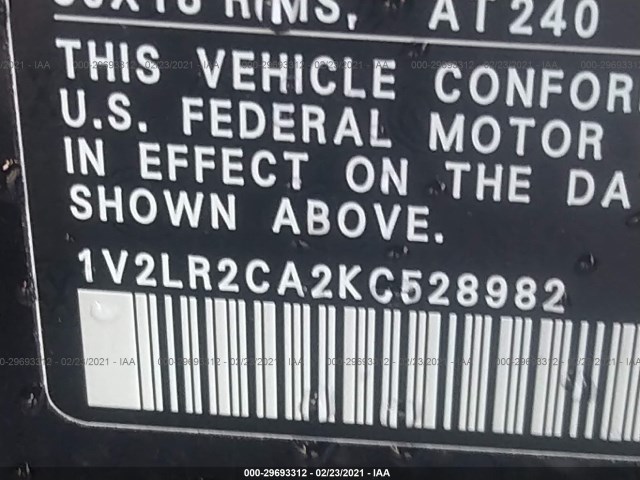 RIMS, AT 240
THIS VEHICLE CONFOR
U.S. FEDERAL MOTOR
IN EFFECT ON THE DA
SHOWN ABOVE.
1V2LR2CA2KC528982
000-29693312 - 02/23/2021 - IAA